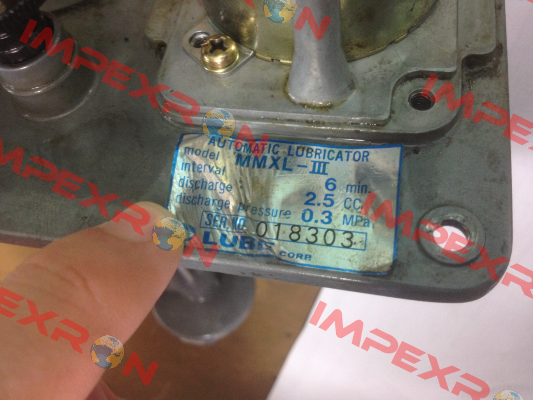 IMPEXRON
IMPEXRON
IMPEXRON
AUTOMATIC LUBRICATOR
model MMXL-III
interval : 6 min.
discharge : 2.5 CC
discharge pressure 0.3 MPa
SER. NO. 018303
LUBE
CORP.
IMPEXRON
IMPEXRON
IMPEXRON